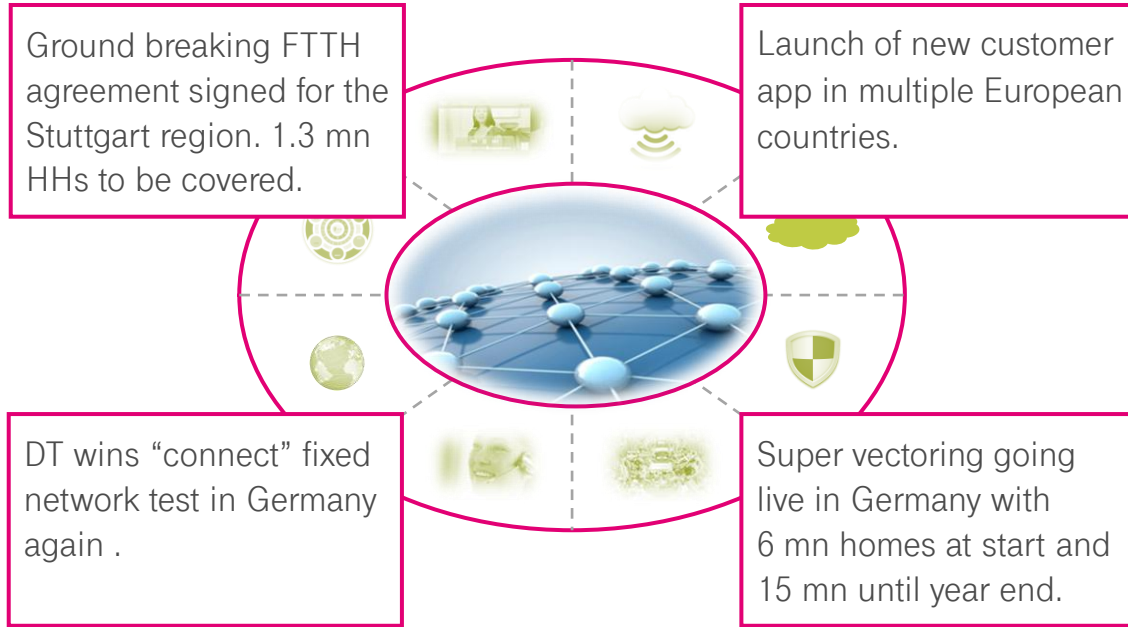 Ground breaking FTTH
agreement signed for the
Stuttgart region. 1.3 mn
HHs to be covered.
Launch of new customer
app in multiple European
countries.
DT wins “connect” fixed
network test in Germany
again .
Super vectoring going
live in Germany with
6 mn homes at start and
15 mn until year end.